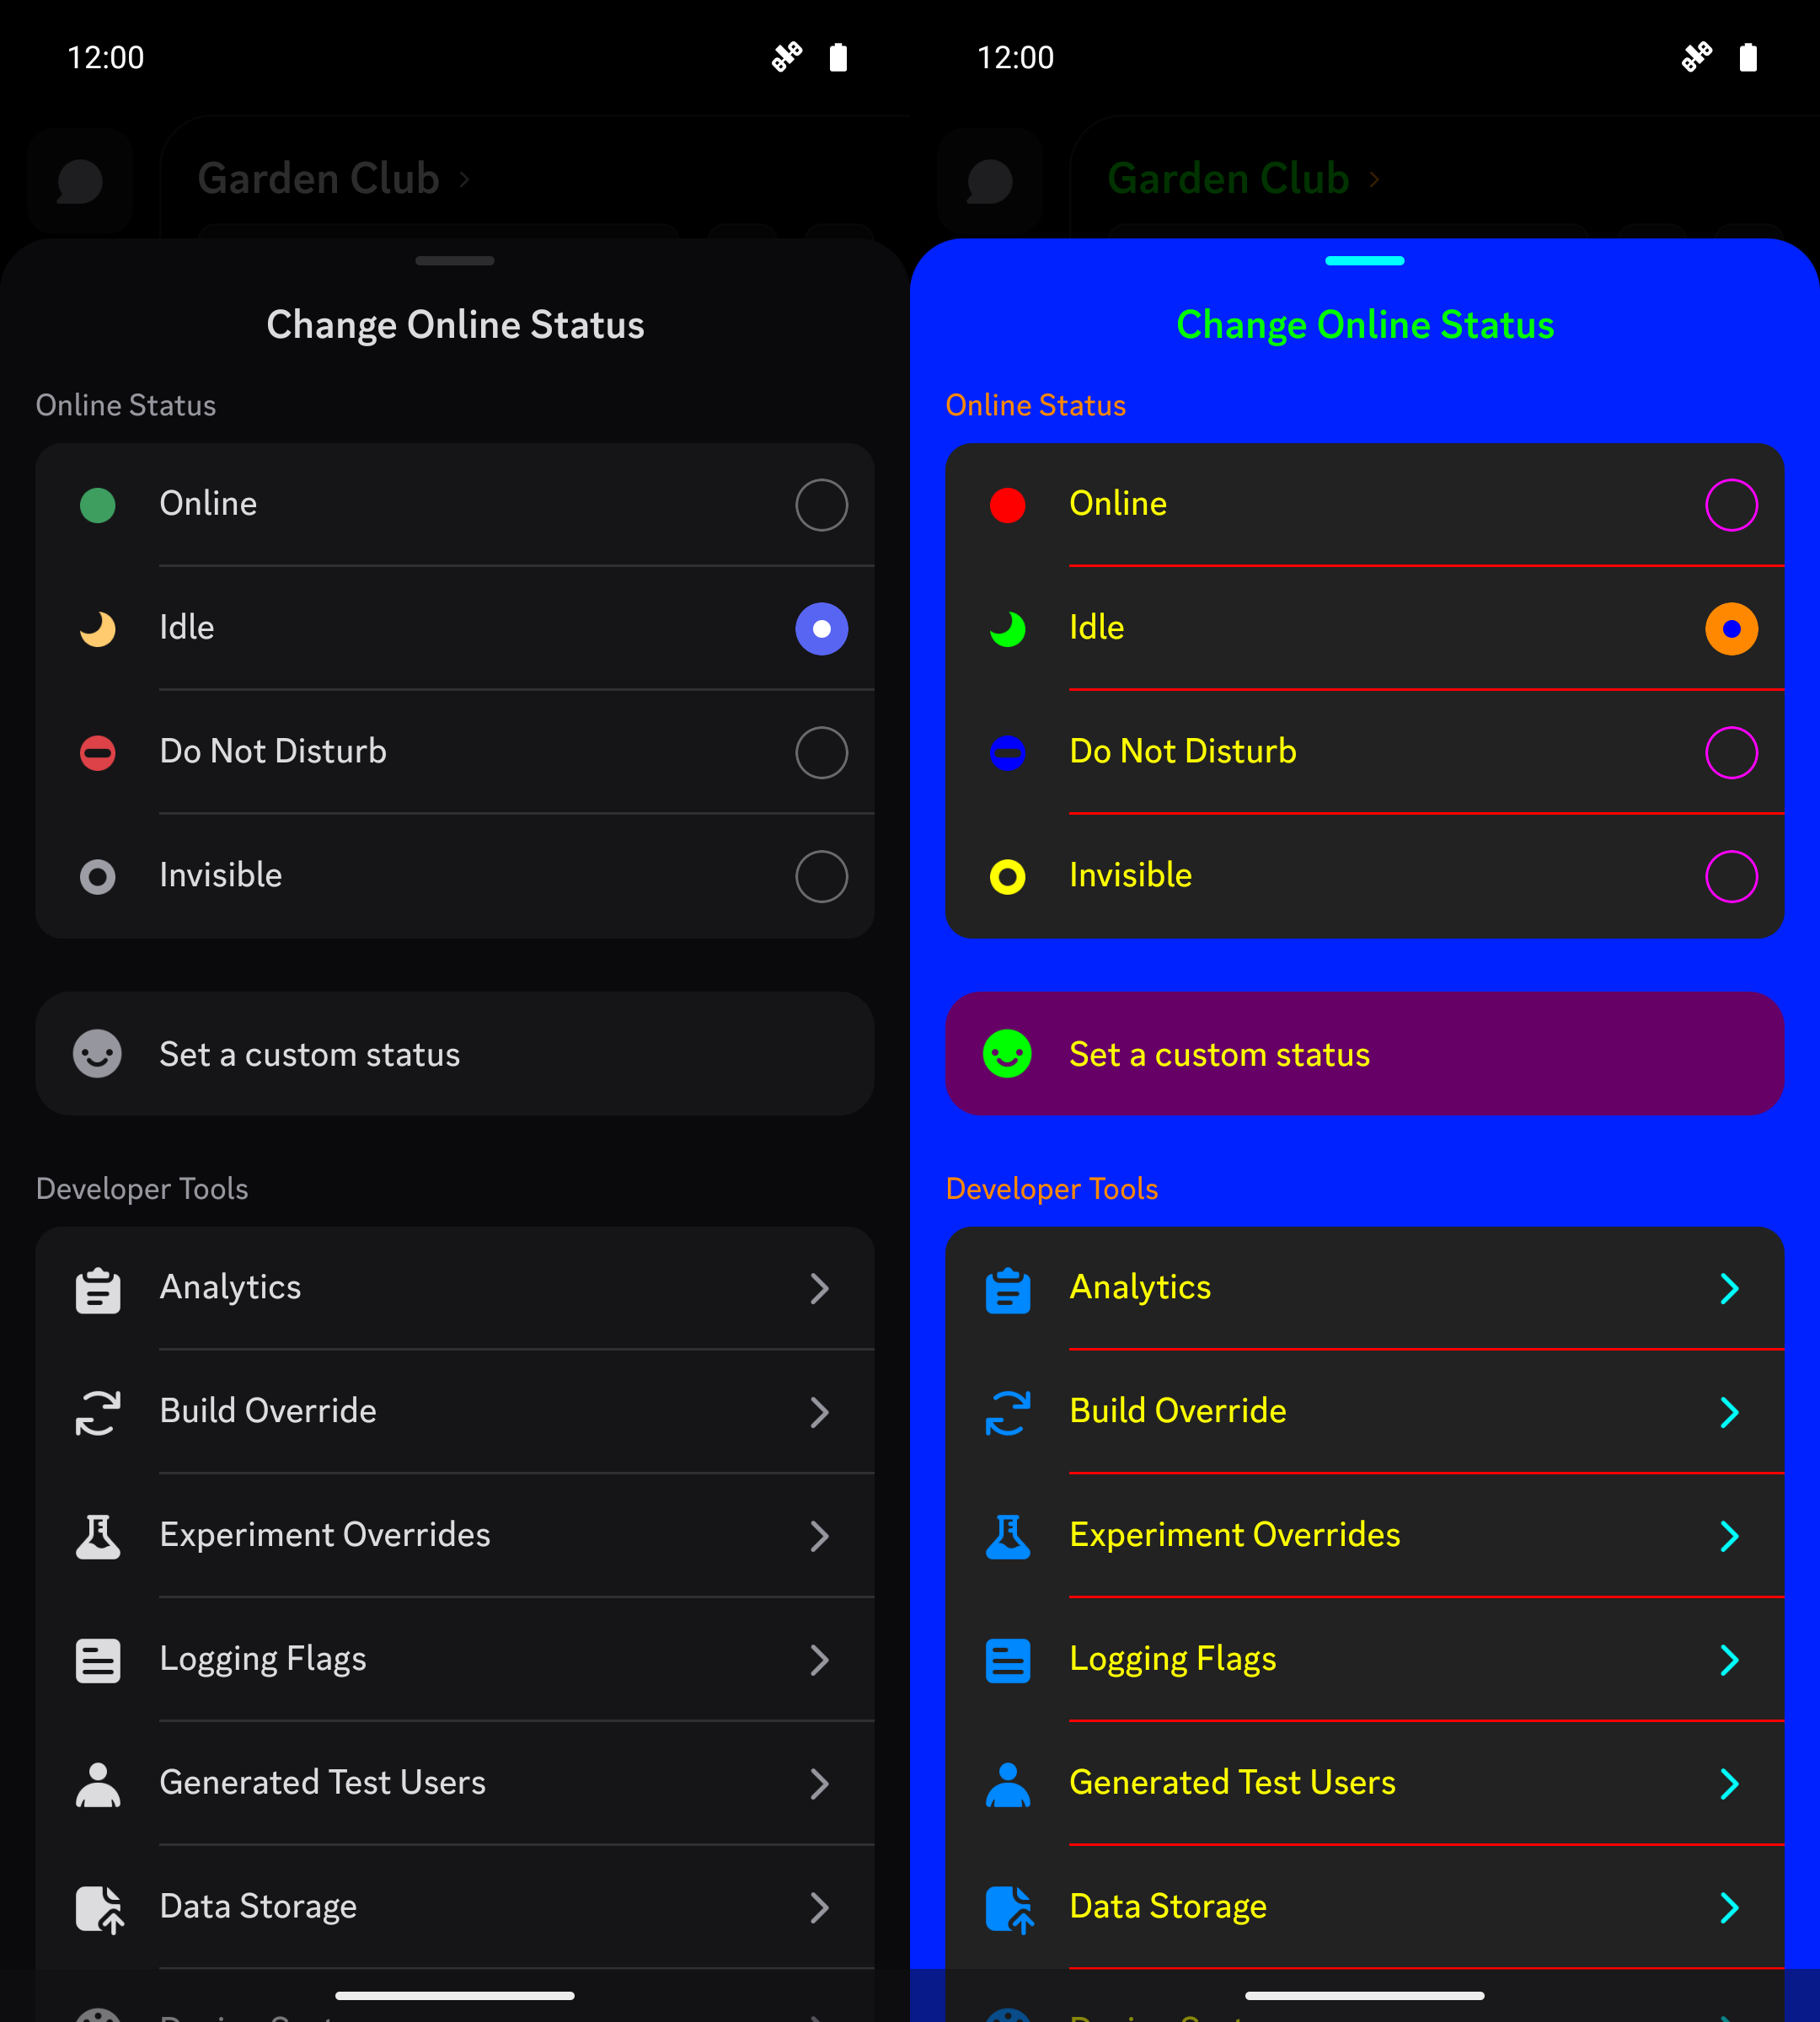 12:00
Garden Club
Change Online Status
Online Status
Online
Idle
Do Not Disturb
Invisible
Set a custom status
Developer Tools
Analytics
Build Override
Experiment Overrides
Logging Flags
Generated Test Users
Data Storage
12:00
Garden Club
Change Online Status
Online Status
Online
Idle
Do Not Disturb
Invisible
Set a custom status
Developer Tools
Analytics
Build Override
Experiment Overrides
Logging Flags
Generated Test Users
Data Storage